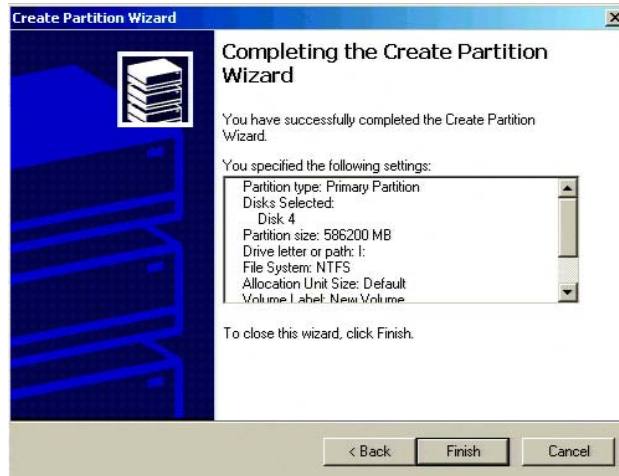 Create Partition Wizard
Completing the Create Partition
Wizard
You have successfully completed the Create Partition
Wizard.
You specified the following settings:
Partition type: Primary Partition
Disks Selected:
Disk 4
Partition size: 586200 MB
Drive letter or path: I:
File System: NTFS
Allocation Unit Size: Default
Volume Label: New Volume
To close this wizard, click Finish.
< Back
Finish
Cancel